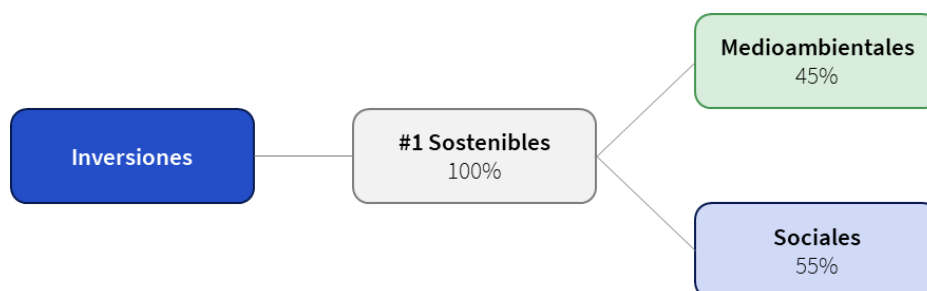 Inversiones
#1 Sostenibles
100%
Medioambientales
45%
Sociales
55%